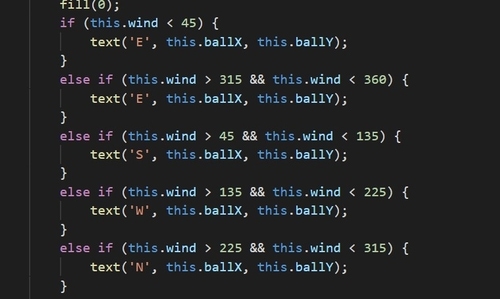 fill(0);
if (this.wind < 45) {
text('E', this.ballX, this.ballY);
}
else if (this.wind > 315 && this.wind < 360) {
text('E', this.ballX, this.ballY);
}
else if (this.wind > 45 && this.wind < 135) {
text('S', this.ballX, this.ballY);
}
else if (this.wind > 135 && this.wind < 225) {
text('W', this.ballX, this.ballY);
}
else if (this.wind > 225 && this.wind < 315) {
text('N', this.ballX, this.ballY);
}